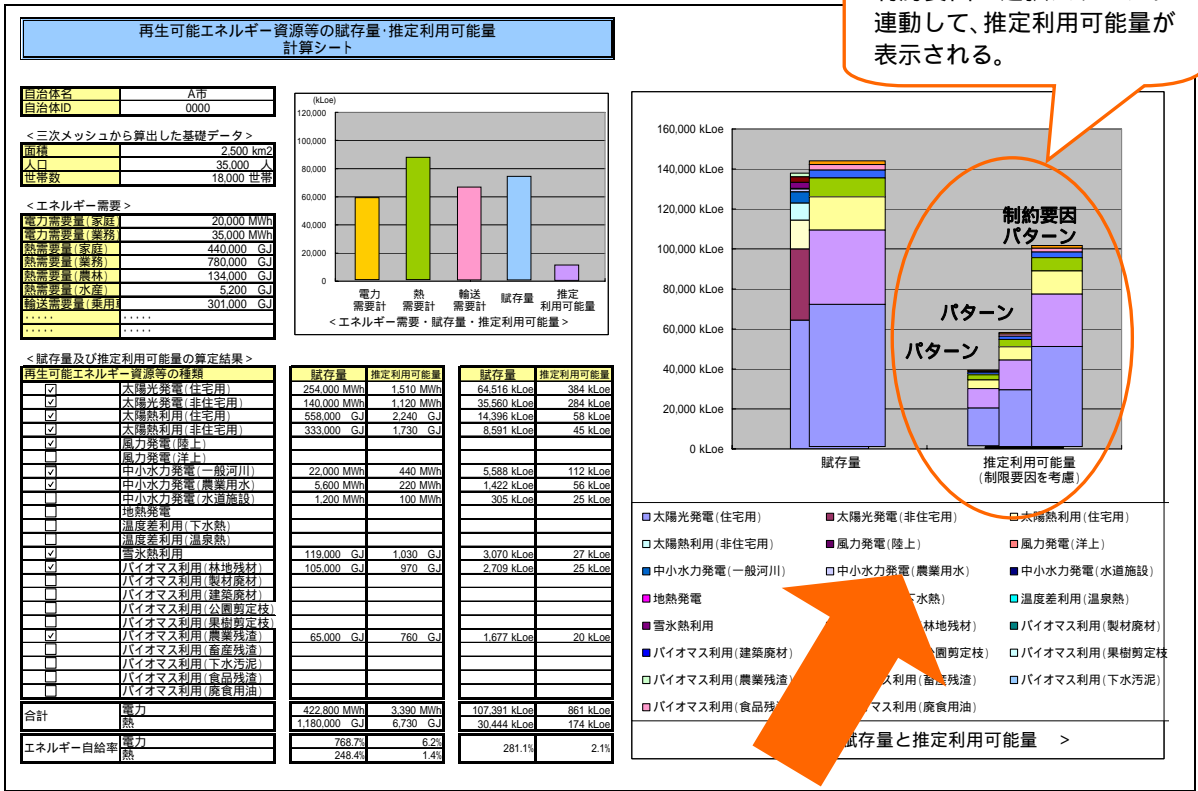 再生可能エネルギー資源等の賦存量・推定利用可能量
計算シート
連動して、推定利用可能量が
表示される。
自治体名 A市
自治体ID 0000
<三次メッシュから算出した基礎データ>
面積 2,500 km2
人口 35,000 人
世帯数 18,000 世帯
<エネルギー需要>
電力需要量(家庭) 20,000 MWh
電力需要量(業務) 35,000 MWh
熱需要量(家庭) 440,000 GJ
熱需要量(業務) 780,000 GJ
熱需要量(農林) 134,000 GJ
熱需要量(水産) 5,200 GJ
輸送需要量(乗用 301,000 GJ
····· ·····
····· ·····
(kLoe)
120,000
100,000
80,000
60,000
40,000
20,000
0
電力需要計 熱需要計 輸送需要計 賦存量 推定利用可能量
<エネルギー需要・賦存量・推定利用可能量>
<賦存量及び推定利用可能量の算定結果>
再生可能エネルギー資源等の種類 賦存量 推定利用可能量 賦存量 推定利用可能量
太陽光発電(住宅用) 254,000 MWh 1,510 MWh 64,516 kLoe 384 kLoe
太陽光発電(非住宅用) 140,000 MWh 1,120 MWh 35,560 kLoe 284 kLoe
太陽熱利用(住宅用) 558,000 GJ 2,240 GJ 14,396 kLoe 58 kLoe
太陽熱利用(非住宅用) 333,000 GJ 1,730 GJ 8,591 kLoe 45 kLoe
風力発電(陸上)
風力発電(洋上)
中小水力発電(一般河川) 22,000 MWh 440 MWh 5,588 kLoe 112 kLoe
中小水力発電(農業用水) 5,600 MWh 220 MWh 1,422 kLoe 56 kLoe
中小水力発電(水道施設) 1,200 MWh 100 MWh 305 kLoe 25 kLoe
地熱発電
温度差利用(下水熱)
温度差利用(温泉熱)
雪氷熱利用 119,000 GJ 1,030 GJ 3,070 kLoe 27 kLoe
バイオマス利用(林地残材) 105,000 GJ 970 GJ 2,709 kLoe 25 kLoe
バイオマス利用(製材廃材)
バイオマス利用(建築廃材)
バイオマス利用(公園剪定枝)
バイオマス利用(果樹剪定枝)
バイオマス利用(農業残渣) 65,000 GJ 760 GJ 1,677 kLoe 20 kLoe
バイオマス利用(畜産残渣)
バイオマス利用(下水汚泥)
バイオマス利用(食品残渣)
バイオマス利用(廃食用油)
合計 電力 422,800 MWh 3,390 MWh 107,391 kLoe 861 kLoe
熱 1,180,000 GJ 6,730 GJ 30,444 kLoe 174 kLoe
エネルギー自給率 電力 768.7% 6.2% 281.1% 2.1%
熱 248.4% 1.4%
160,000 kLoe
140,000 kLoe
120,000 kLoe
100,000 kLoe
80,000 kLoe
60,000 kLoe
40,000 kLoe
20,000 kLoe
0 kLoe
制約要因
パターン
パターン
パターン
賦存量 推定利用可能量
(制限要因を考慮)
太陽光発電(住宅用) 太陽光発電(非住宅用) 太陽熱利用(住宅用)
太陽熱利用(非住宅用) 風力発電(陸上) 風力発電(洋上)
中小水力発電(一般河川) 中小水力発電(農業用水) 中小水力発電(水道施設)
地熱発電 下水熱) 温度差利用(温泉熱)
雪氷熱利用 林地残材) バイオマス利用(製材廃材)
バイオマス利用(建築廃材) 公園剪定枝) バイオマス利用(果樹剪定枝
バイオマス利用(農業残渣) ス利用(畜産残渣) バイオマス利用(下水汚泥)
バイオマス利用(食品残 マス利用(廃食用油)
賦存量と推定利用可能量 >